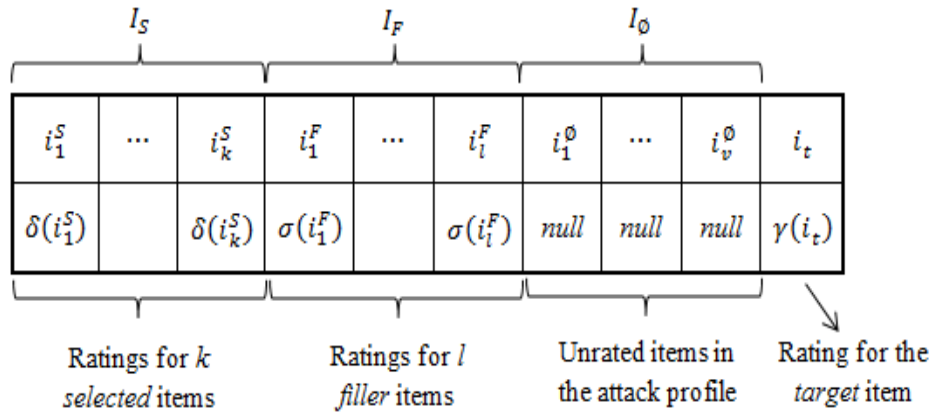 I_S I_F I_∅
i_1^S ... i_k^S i_1^F ... i_l^F i_1^∅ ... i_v^∅ i_t
δ(i_1^S) δ(i_k^S) σ(i_1^F) σ(i_l^F) null null null γ(i_t)
Ratings for k
selected items
Ratings for l
filler items
Unrated items in
the attack profile
Rating for the
target item